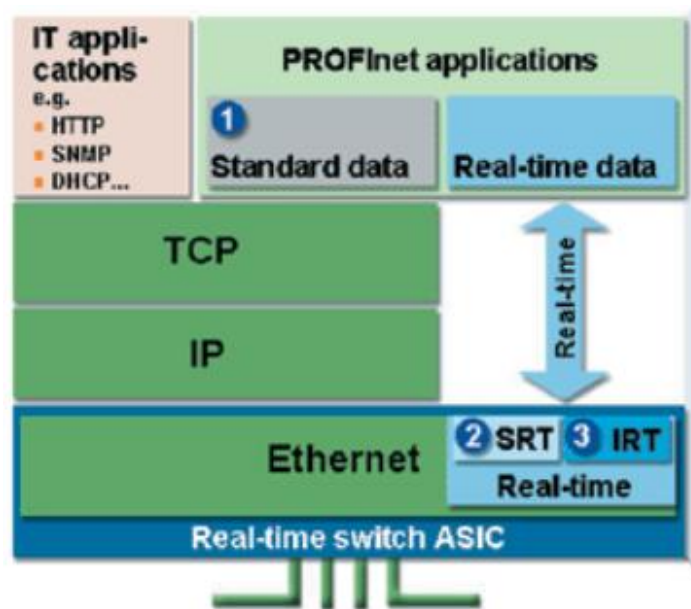 IT appli-
cations
e.g.
HTTP
SNMP
DHCP...
PROFInet applications
1
Standard data
Real-time data
TCP
IP
Real-time
Ethernet
2 SRT 3 IRT
Real-time
Real-time switch ASIC